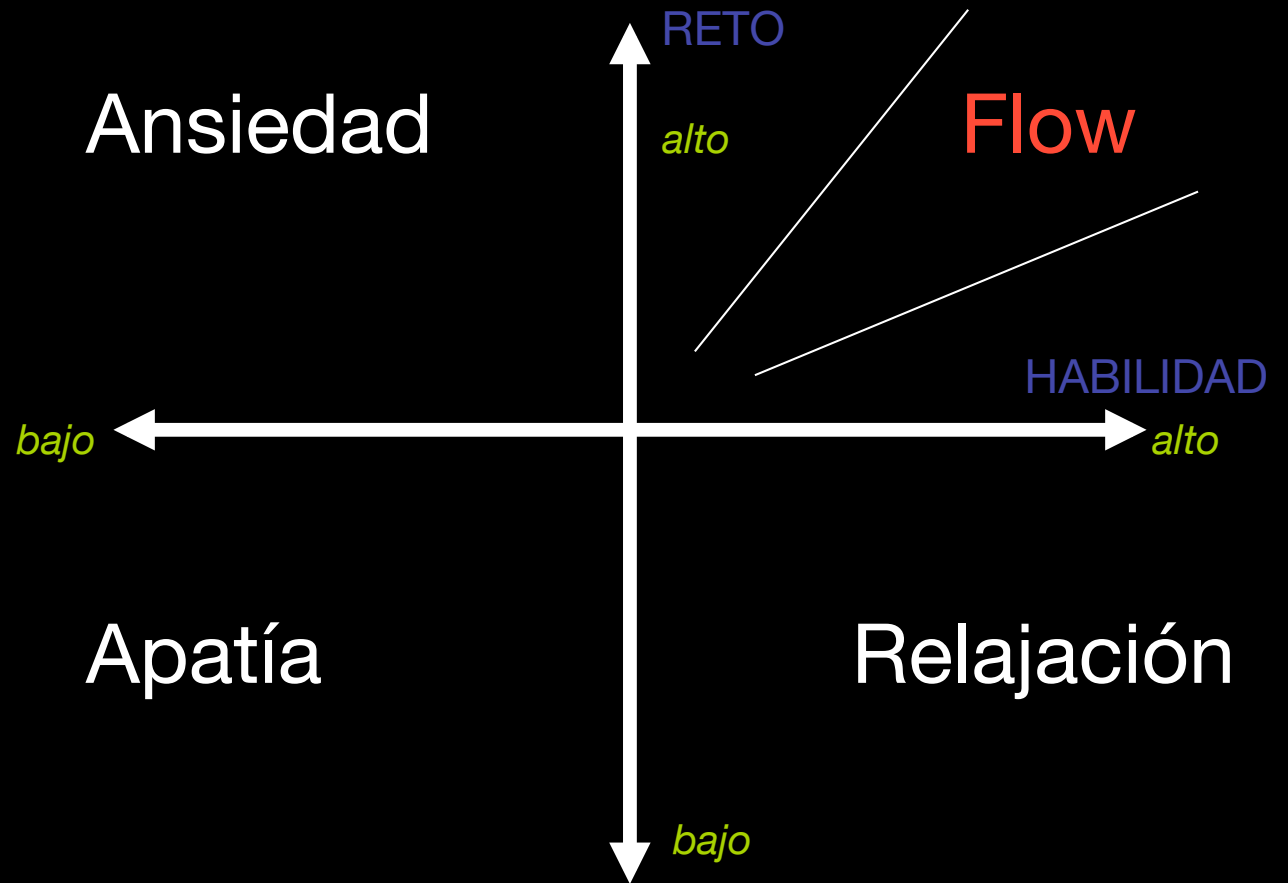 RETO
Ansiedad
alto
Flow
HABILIDAD
bajo
alto
Apatía
Relajación
bajo